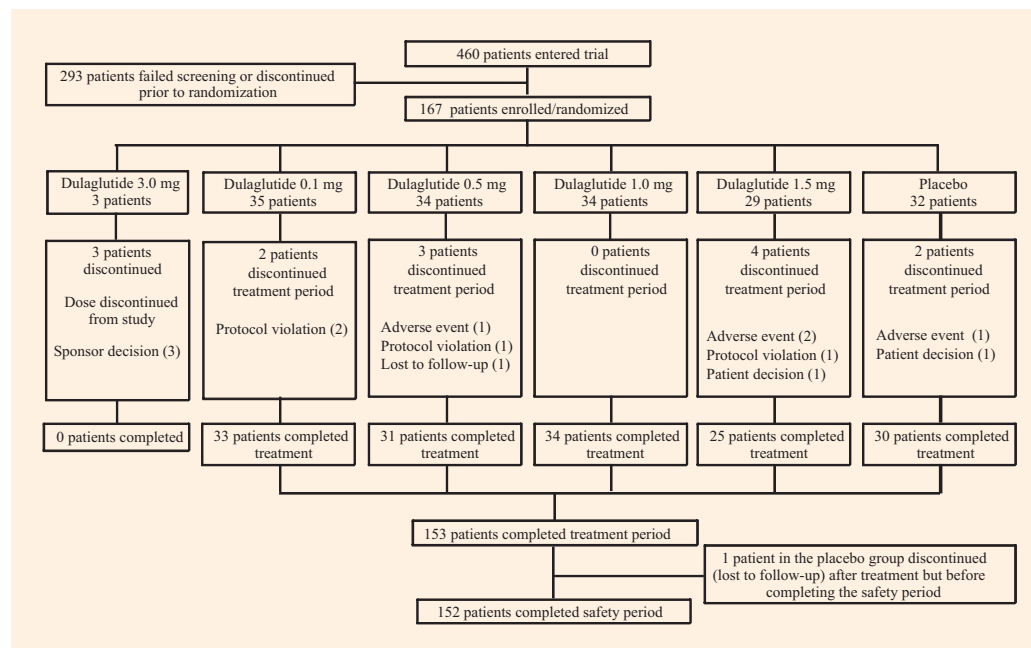 460 patients entered trial
293 patients failed screening or discontinued
prior to randomization
167 patients enrolled/randomized
Dulaglutide 3.0 mg
3 patients
Dulaglutide 0.1 mg
35 patients
Dulaglutide 0.5 mg
34 patients
Dulaglutide 1.0 mg
34 patients
Dulaglutide 1.5 mg
29 patients
Placebo
32 patients
3 patients
discontinued
Dose discontinued
from study
Sponsor decision (3)
2 patients
discontinued
treatment period
Protocol violation (2)
3 patients
discontinued
treatment period
Adverse event (1)
Protocol violation (1)
Lost to follow-up (1)
0 patients
discontinued
treatment period
4 patients
discontinued
treatment period
Adverse event (2)
Protocol violation (1)
Patient decision (1)
2 patients
discontinued
treatment period
Adverse event (1)
Patient decision (1)
0 patients completed
33 patients completed
treatment
31 patients completed
treatment
34 patients completed
treatment
25 patients completed
treatment
30 patients completed
treatment
153 patients completed treatment period
1 patient in the placebo group discontinued
(lost to follow-up) after treatment but before
completing the safety period
152 patients completed safety period